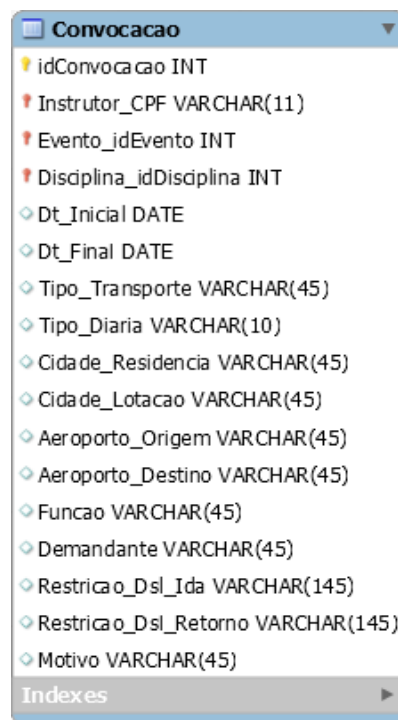 Convocacao
idConvocacao INT
Instrutor_CPF VARCHAR(11)
Evento_idEvento INT
Disciplina_idDisciplina INT
Dt_Inicial DATE
Dt_Final DATE
Tipo_Transporte VARCHAR(45)
Tipo_Diaria VARCHAR(10)
Cidade_Residencia VARCHAR(45)
Cidade_Lotacao VARCHAR(45)
Aeroporto_Origem VARCHAR(45)
Aeroporto_Destino VARCHAR(45)
Funcao VARCHAR(45)
Demandante VARCHAR(45)
Restricao_Dsl_Ida VARCHAR(145)
Restricao_Dsl_Retorno VARCHAR(145)
Motivo VARCHAR(45)
Indexes